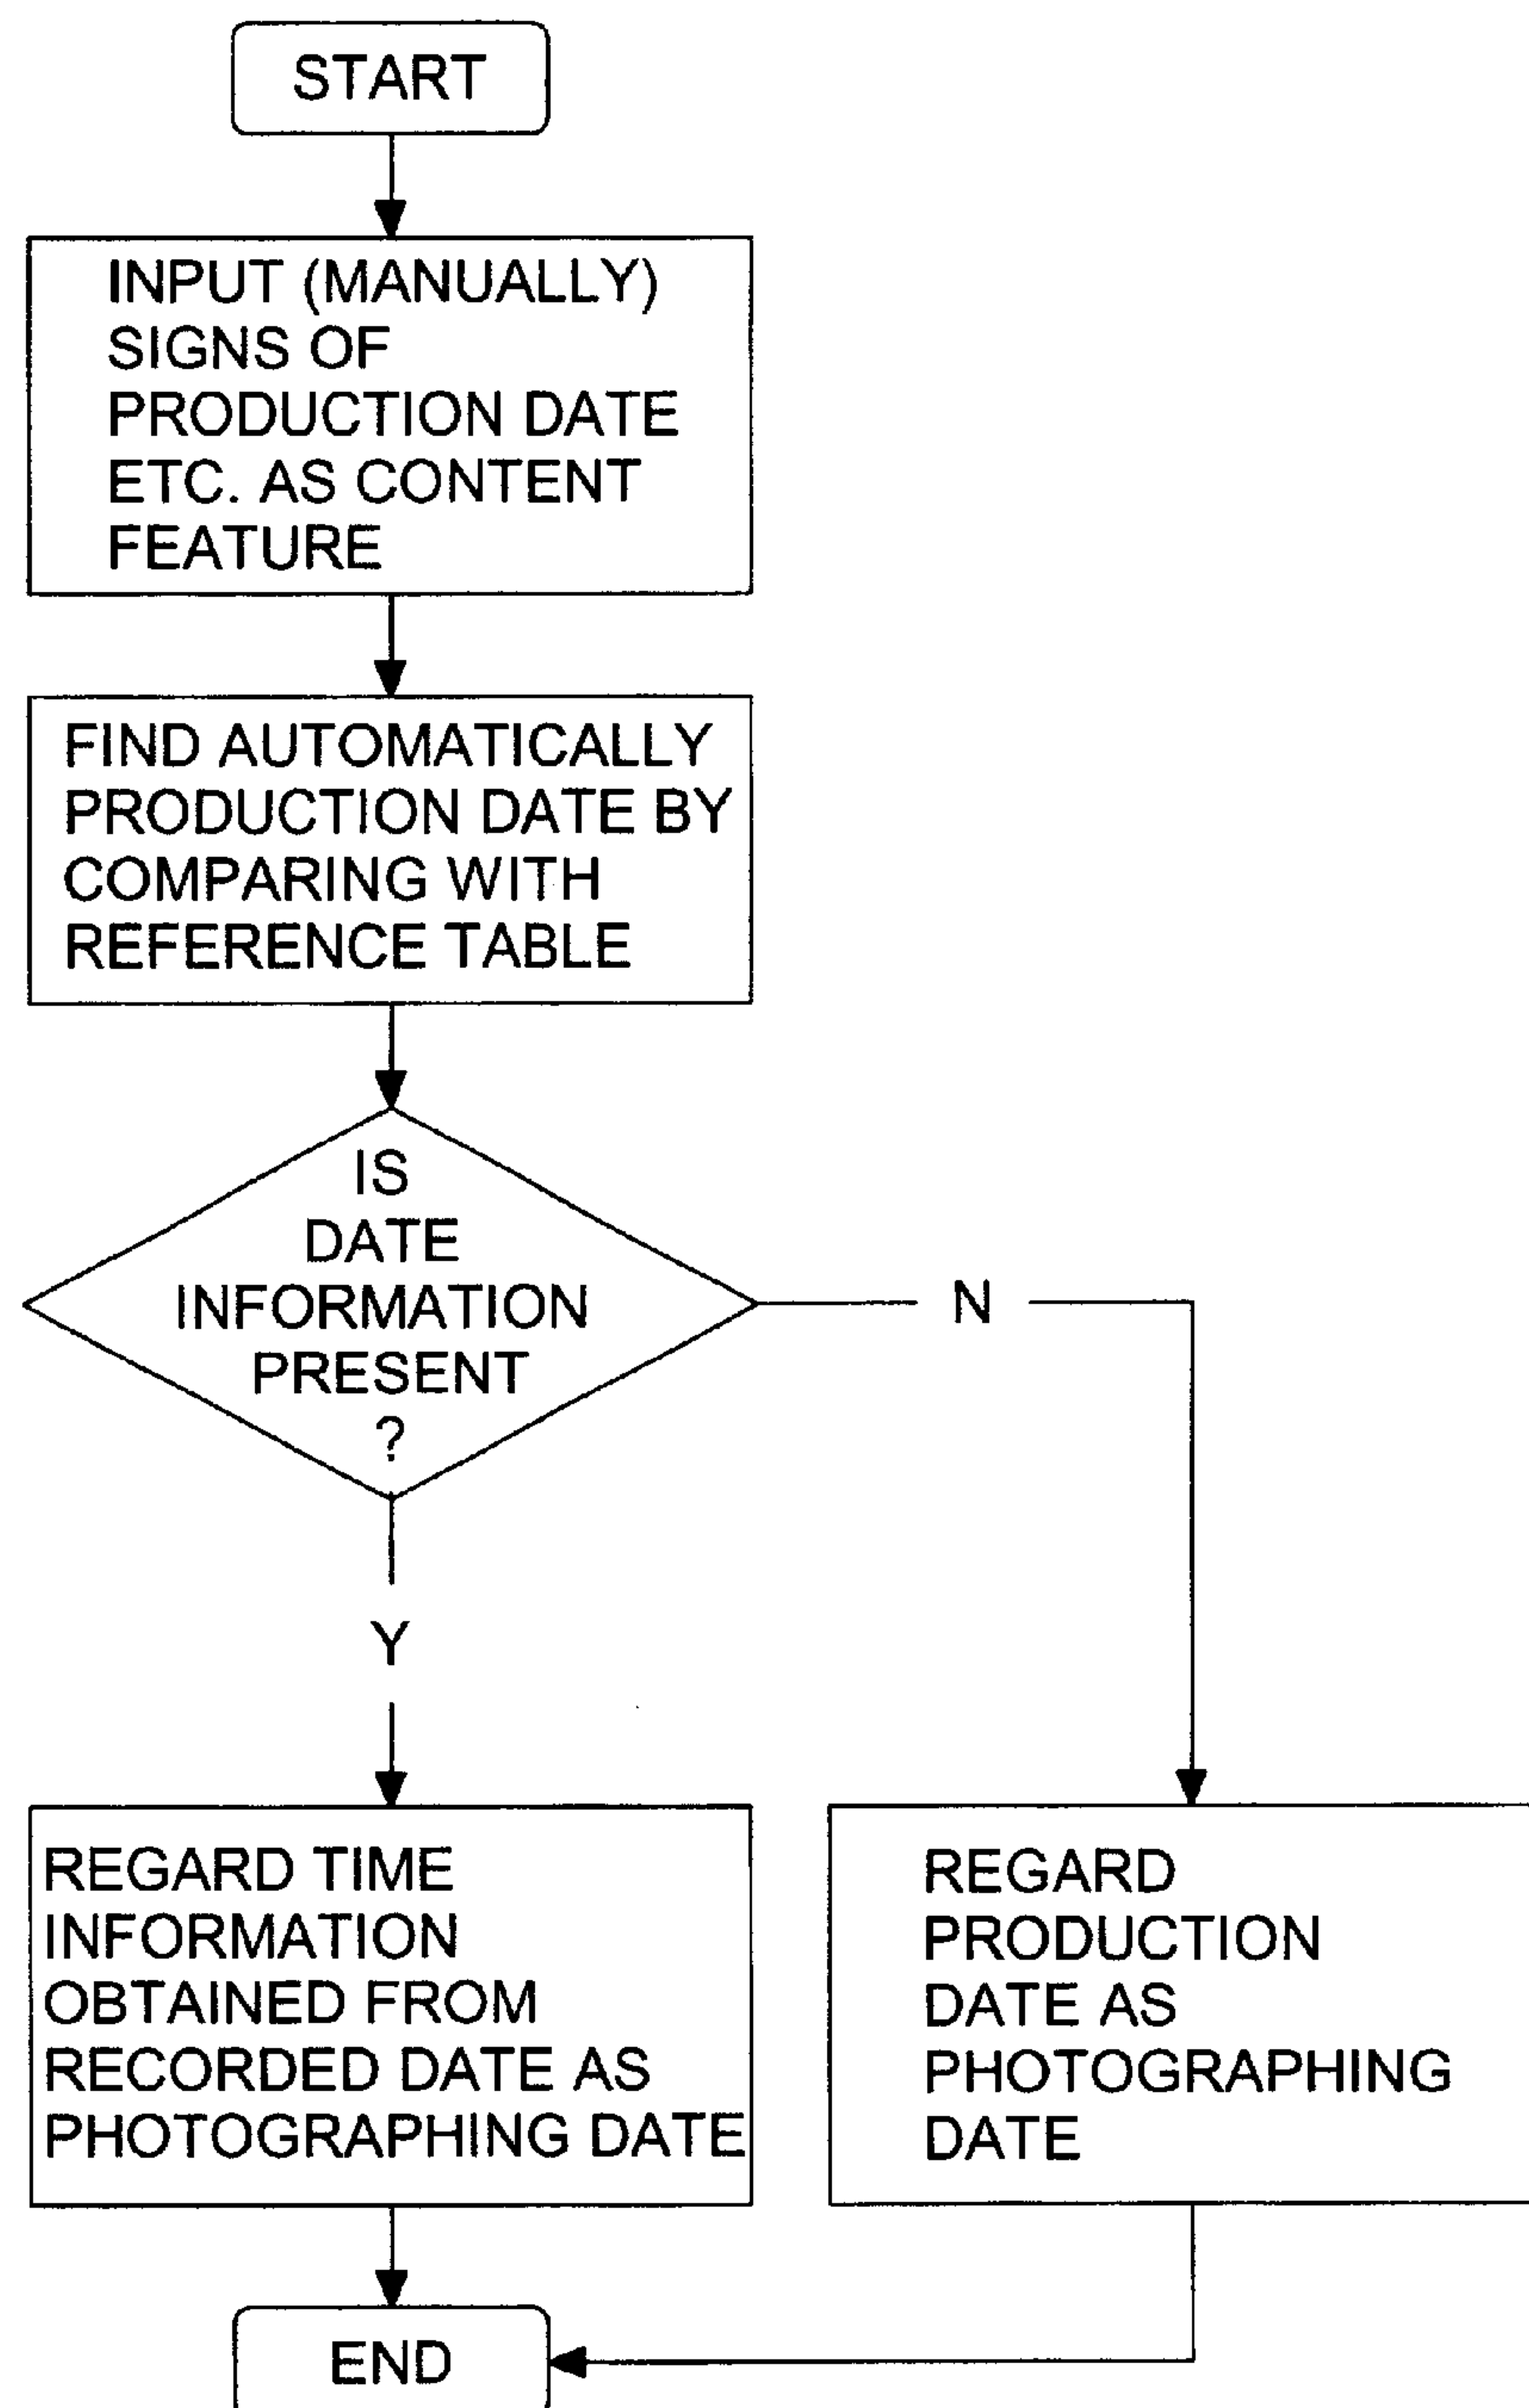 START
INPUT (MANUALLY)
SIGNS OF
PRODUCTION DATE
ETC. AS CONTENT
FEATURE
FIND AUTOMATICALLY
PRODUCTION DATE BY
COMPARING WITH
REFERENCE TABLE
IS
DATE
INFORMATION
PRESENT
?
N
Y
REGARD TIME
INFORMATION
OBTAINED FROM
RECORDED DATE AS
PHOTOGRAPHING DATE
REGARD
PRODUCTION
DATE AS
PHOTOGRAPHING
DATE
END